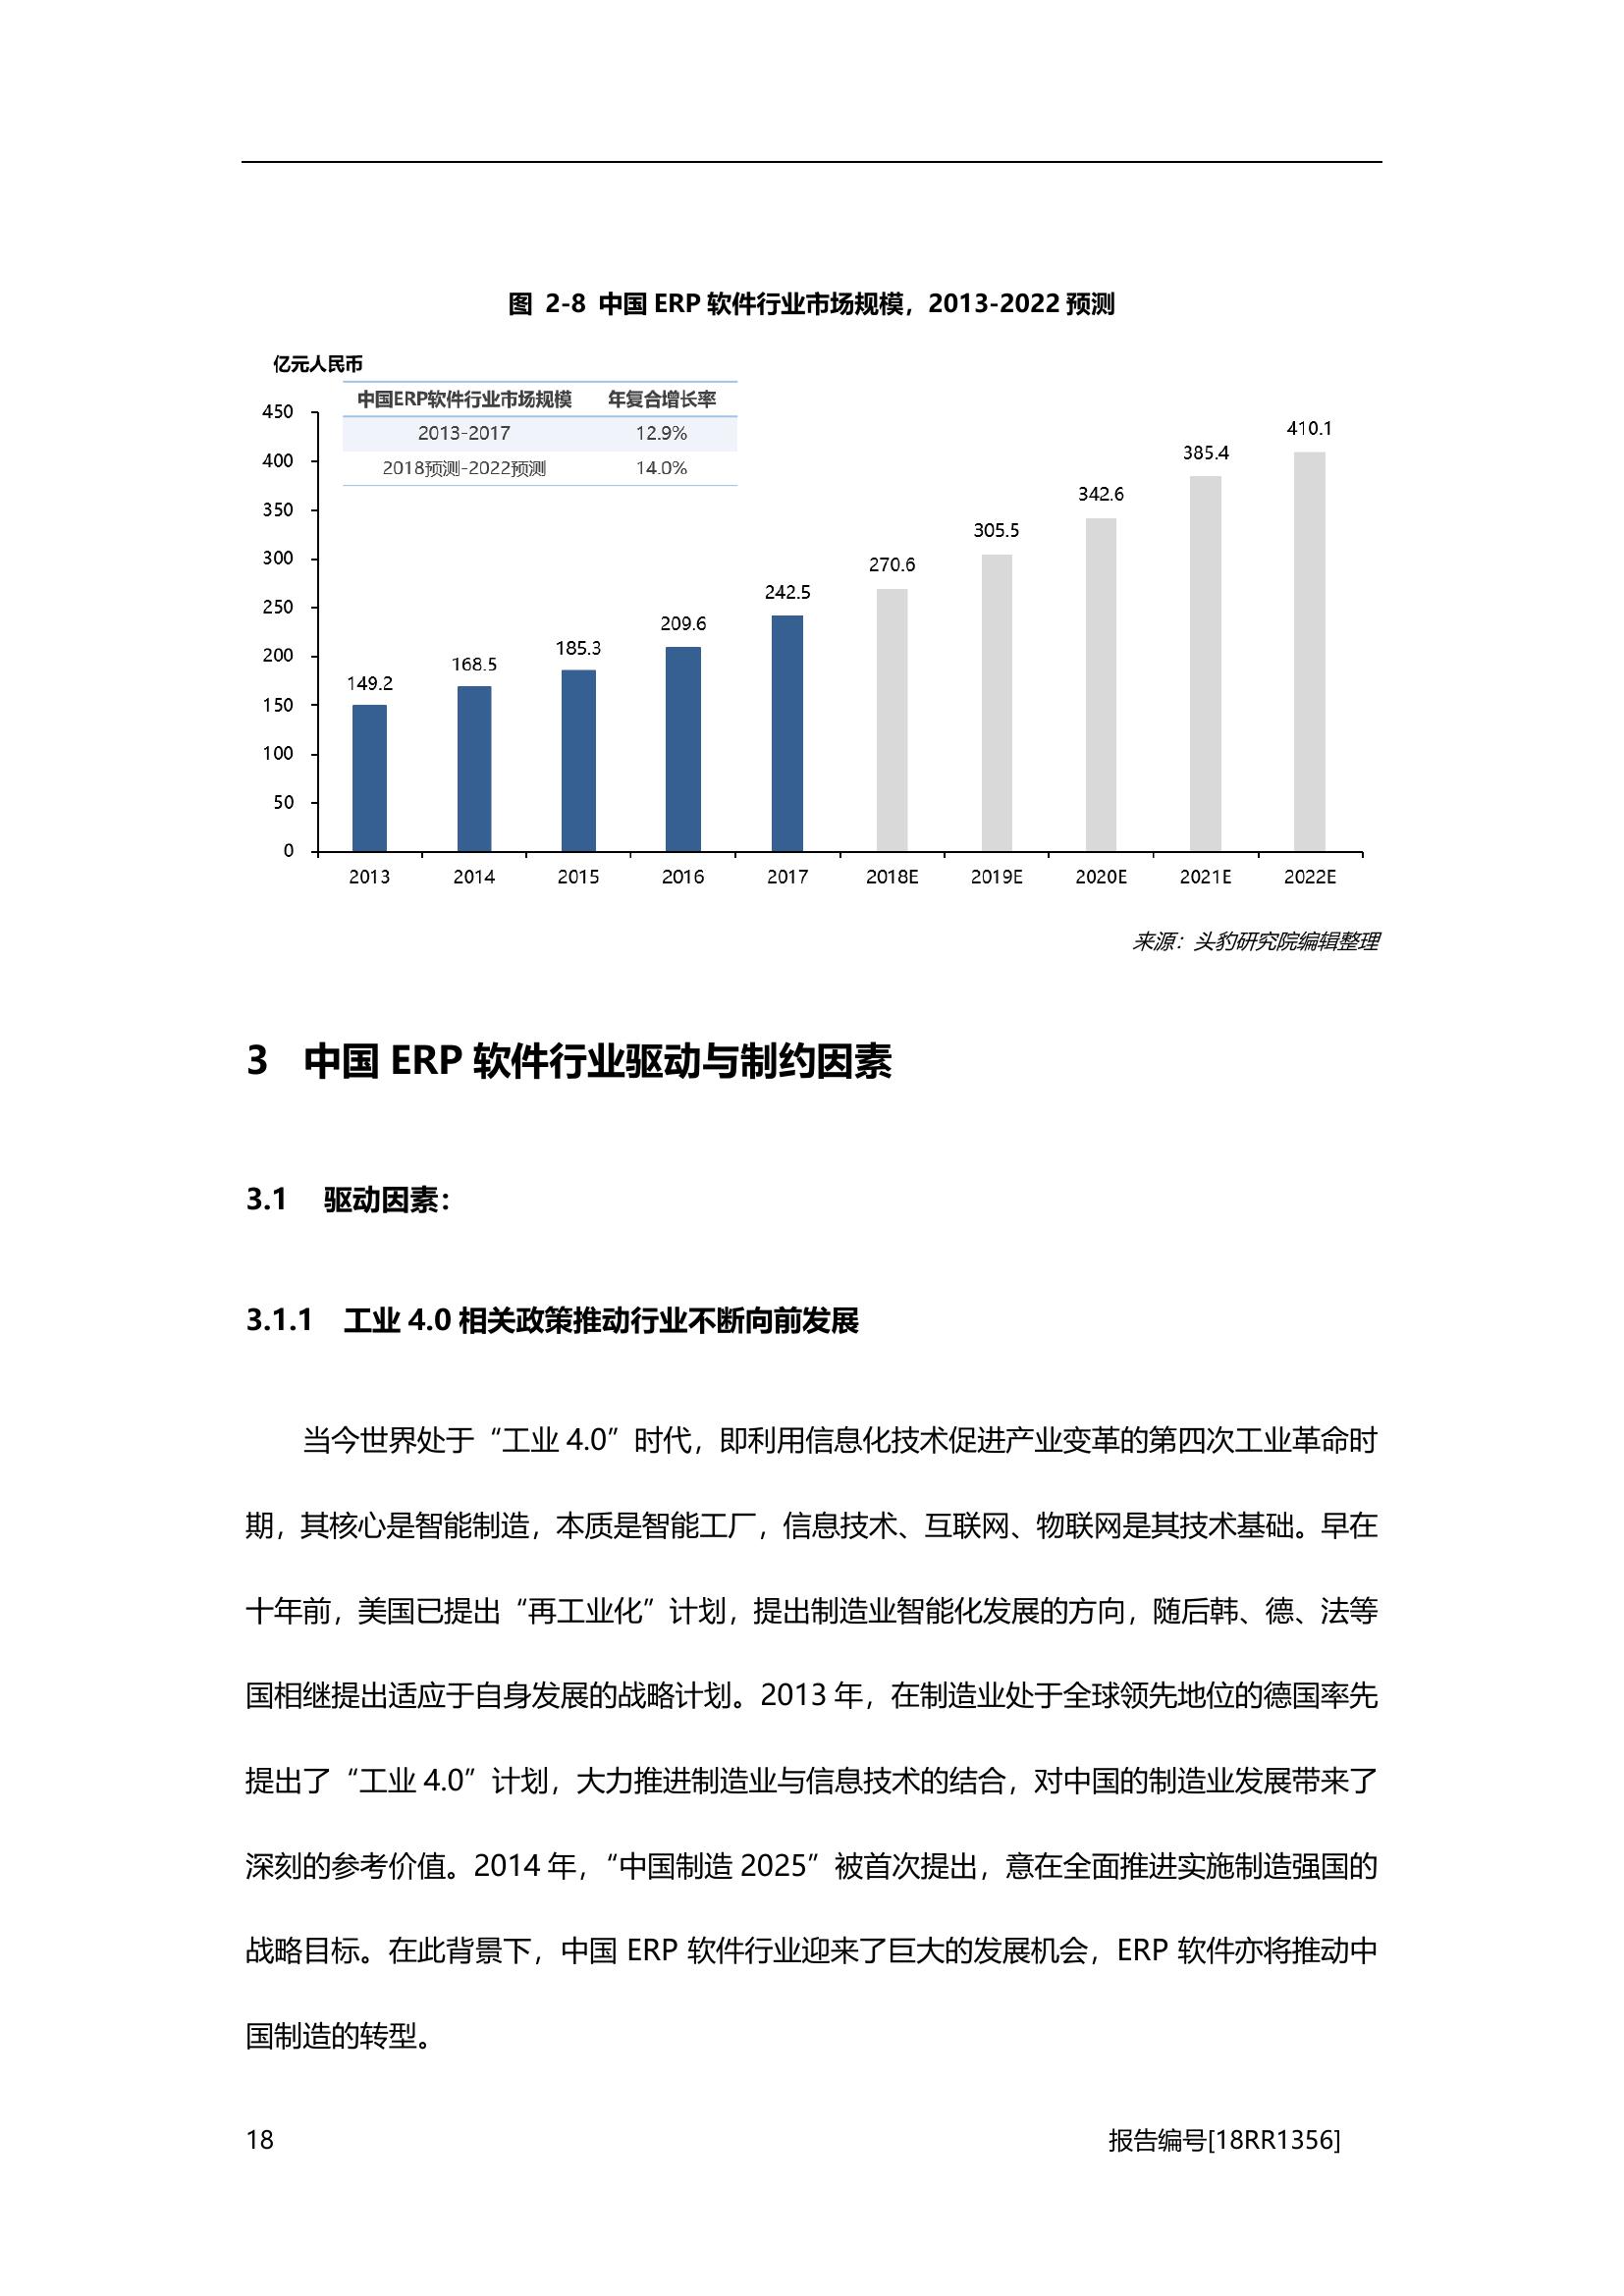 图 2-8 中国 ERP 软件行业市场规模，2013-2022 预测
亿元人民币
中国ERP软件行业市场规模 年复合增长率
2013-2017 12.9%
2018预测-2022预测 14.0%
450
400
350
300
250
200
150
100
50
0
149.2
168.5
185.3
209.6
242.5
270.6
305.5
342.6
385.4
410.1
2013 2014 2015 2016 2017 2018E 2019E 2020E 2021E 2022E
来源：头豹研究院编辑整理
3 中国 ERP 软件行业驱动与制约因素
3.1 驱动因素：
3.1.1 工业 4.0 相关政策推动行业不断向前发展
当今世界处于“工业 4.0”时代，即利用信息化技术促进产业变革的第四次工业革命时
期，其核心是智能制造，本质是智能工厂，信息技术、互联网、物联网是其技术基础。早在
十年前，美国已提出“再工业化”计划，提出制造业智能化发展的方向，随后韩、德、法等
国相继提出适应于自身发展的战略计划。2013 年，在制造业处于全球领先地位的德国率先
提出了“工业 4.0”计划，大力推进制造业与信息技术的结合，对中国的制造业发展带来了
深刻的参考价值。2014 年，“中国制造 2025”被首次提出，意在全面推进实施制造强国的
战略目标。在此背景下，中国 ERP 软件行业迎来了巨大的发展机会，ERP 软件亦将推动中
国制造的转型。
18 报告编号[18RR1356]